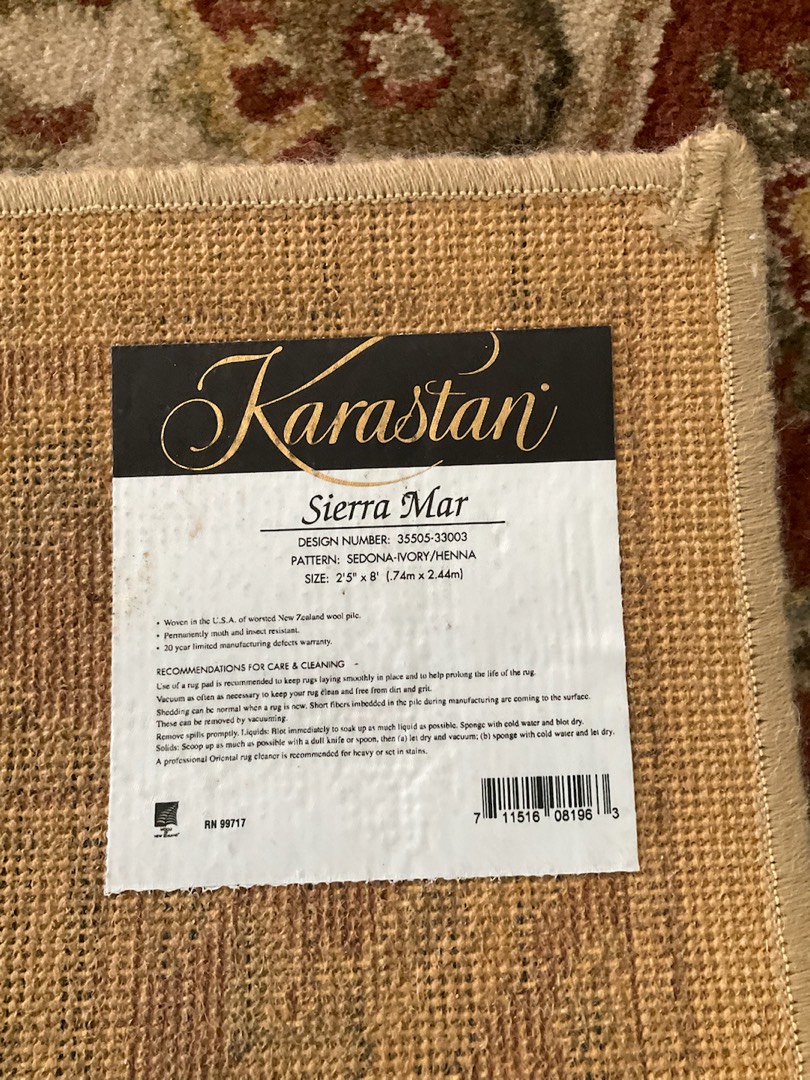 Karastan
Sierra Mar
DESIGN NUMBER: 35505-33003
PATTERN: SEDONA-IVORY/HENNA
SIZE: 2'5" x 8' (.74m x 2.44m)
• Woven in the U.S.A. of worsted New Zealand wool pile.
• Permanently moth and insect resistant.
• 20 year limited manufacturing defects warranty.
RECOMMENDATIONS FOR CARE & CLEANING
Use of a rug pad is recommended to keep rugs laying smoothly in place and to help prolong the life of the rug.
Vacuum as often as necessary to keep your rug clean and free from dirt and grit.
Shedding can be normal when a rug is new. Short fibers imbedded in the pile during manufacturing are coming to the surface.
These can be removed by vacuuming.
Remove spills promptly. Liquids: Blot immediately to soak up as much liquid as possible. Sponge with cold water and blot dry.
Solids: Scoop up as much as possible with a dull knife or spoon, then (a) let dry and vacuum; (b) sponge with cold water and let dry.
A professional Oriental rug cleaner is recommended for heavy or set in stains.
RN 99717
7 11516 08196 3